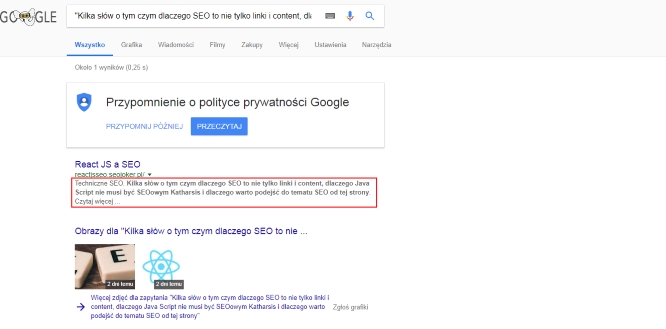 GOOGLE
"Kilka słów o tym czym dlaczego SEO to nie tylko linki i content, dla
Wszystko Grafika Wiadomości Filmy Zakupy Więcej Ustawienia Narzędzia
Około 1 wyników (0,25 s)
Przypomnienie o polityce prywatności Google
PRZYPOMNIJ PÓŹNIEJ PRZECZYTAJ
React JS a SEO
reactjsseo.seojoker.pl/
Techniczne SEO. Kilka słów o tym czym dlaczego SEO to nie tylko linki i content, dlaczego Java
Script nie musi być SEOowym Katharsis i dlaczego warto podejść do tematu SEO od tej strony
Czytaj więcej ...
Obrazy dla "Kilka słów o tym czym dlaczego SEO to nie ...
E
2 dni temu 2 dni temu
Więcej zdjęć dla zapytania "Kilka słów o tym czym dlaczego SEO to nie tylko linki i
content, dlaczego Java Script nie musi być SEOowym Katharsis i dlaczego warto
podejść do tematu SEO od tej strony"
Zgłoś grafiki